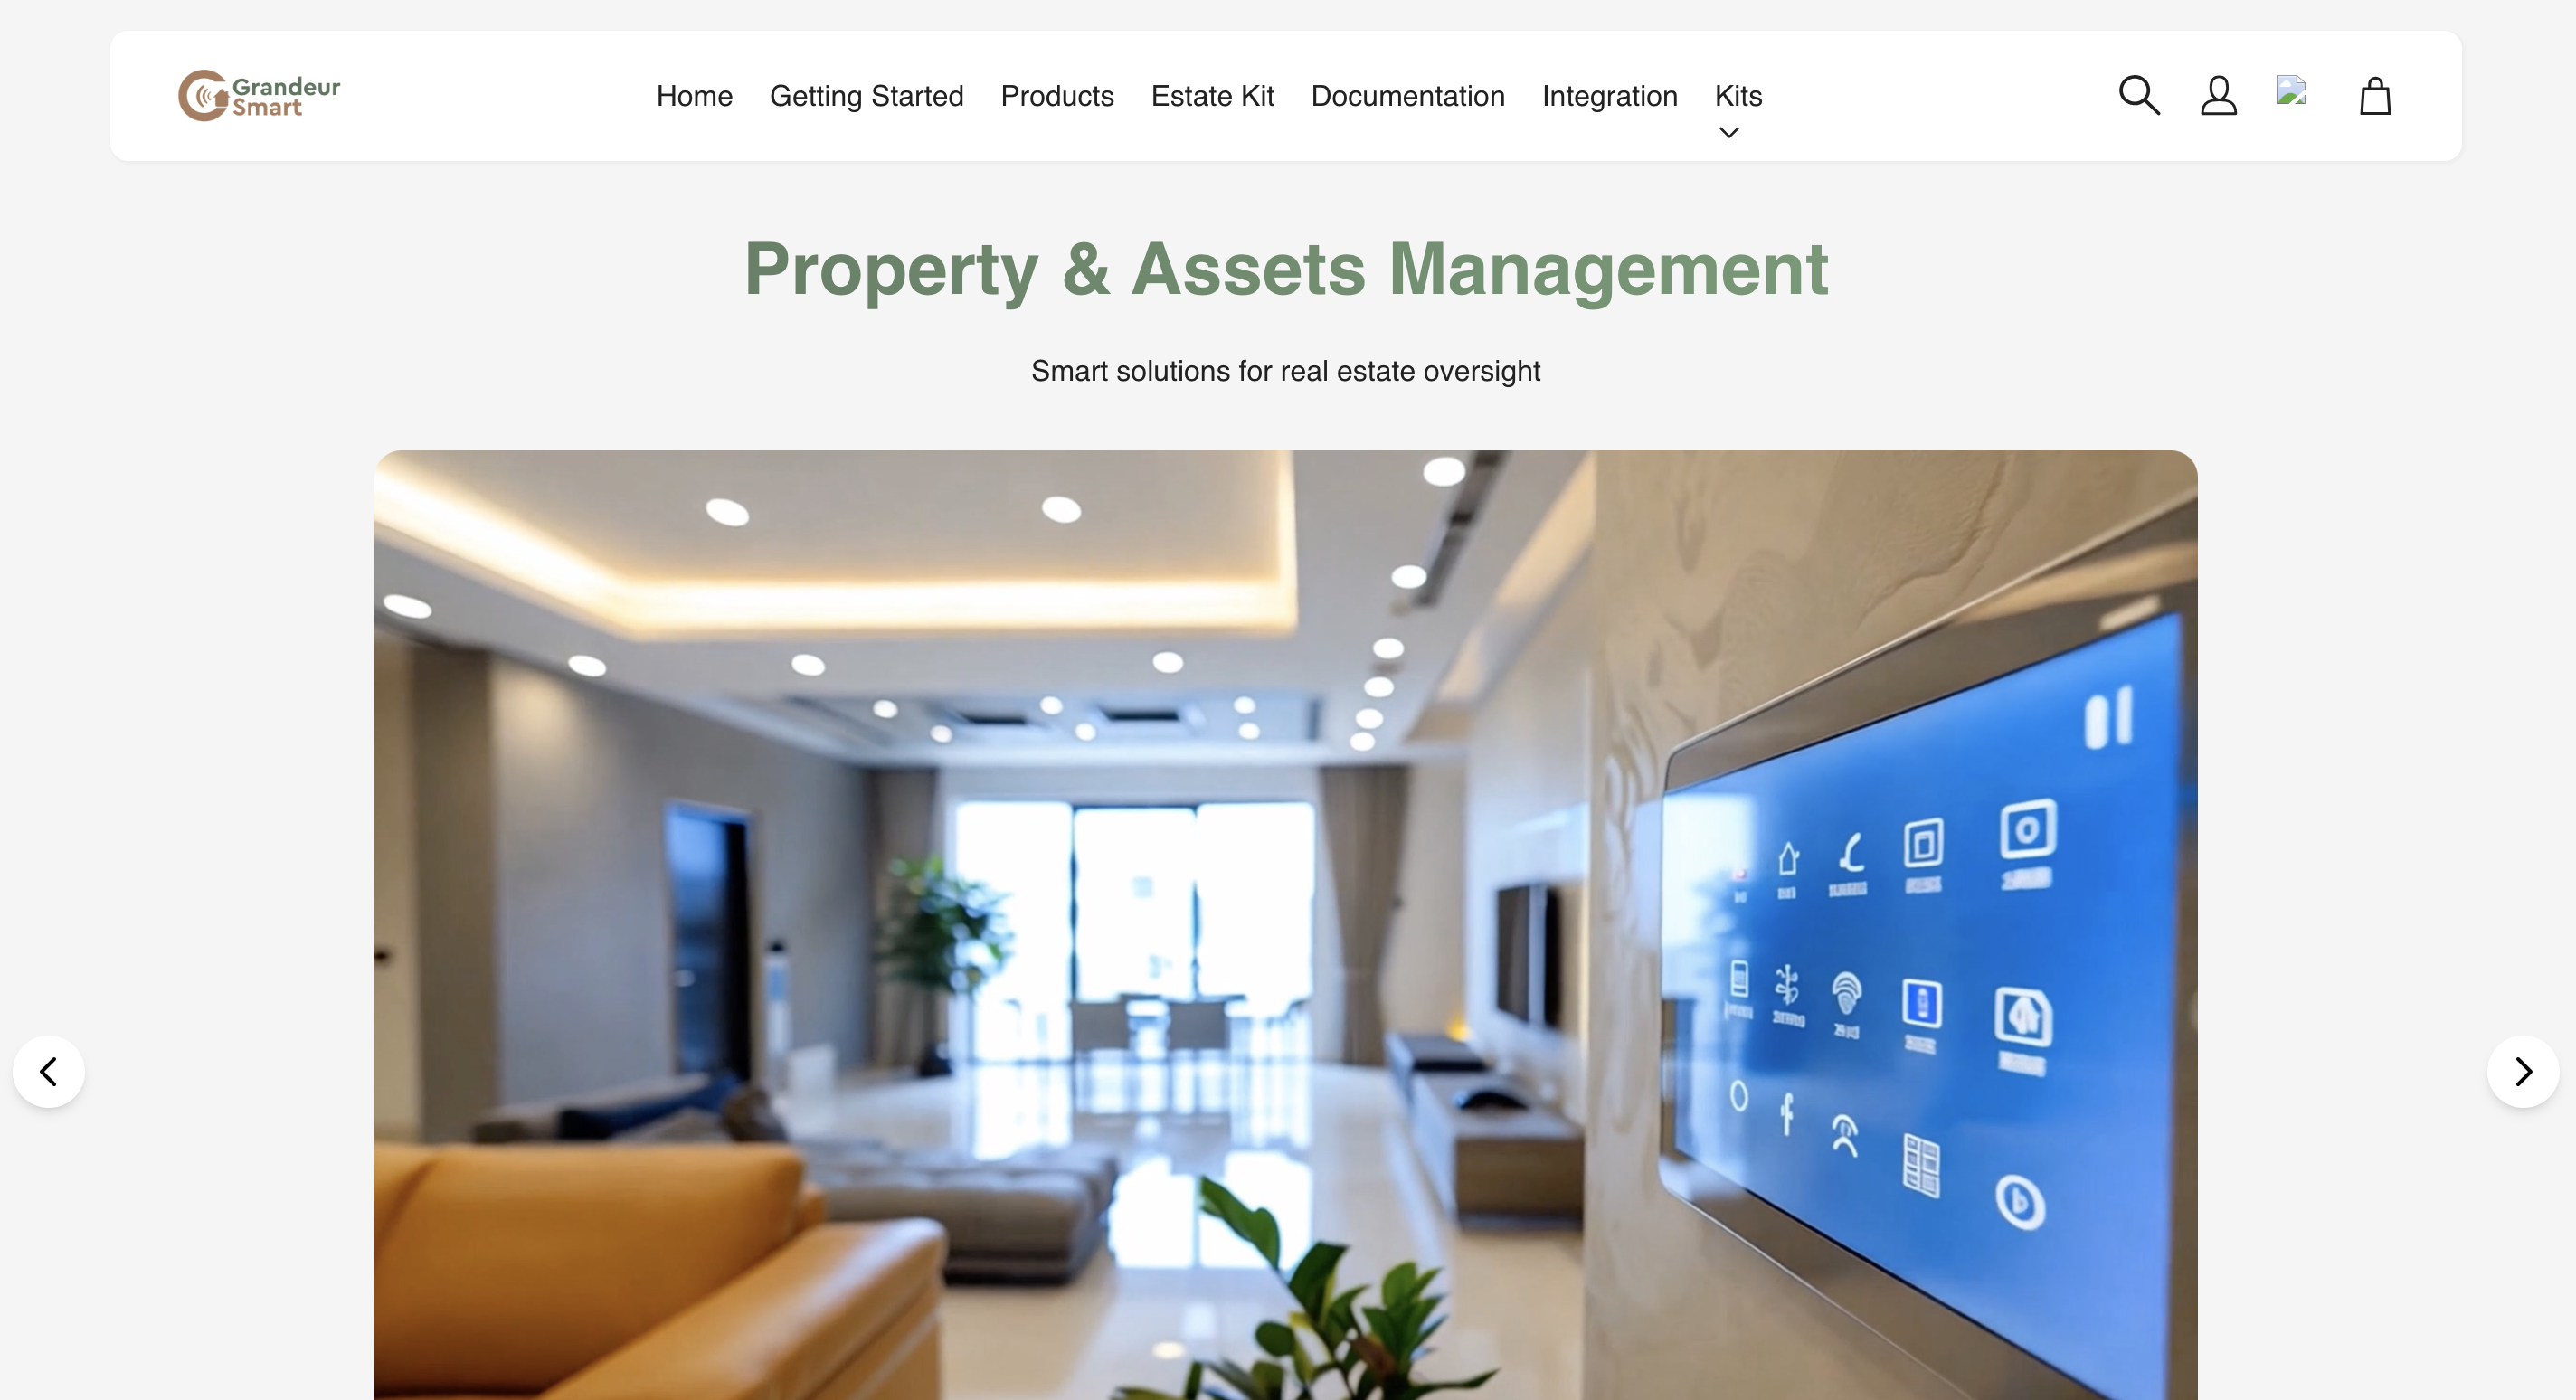 Grandeur
Smart
Home
Getting Started
Products
Estate Kit
Documentation
Integration
Kits
Property & Assets Management
Smart solutions for real estate oversight